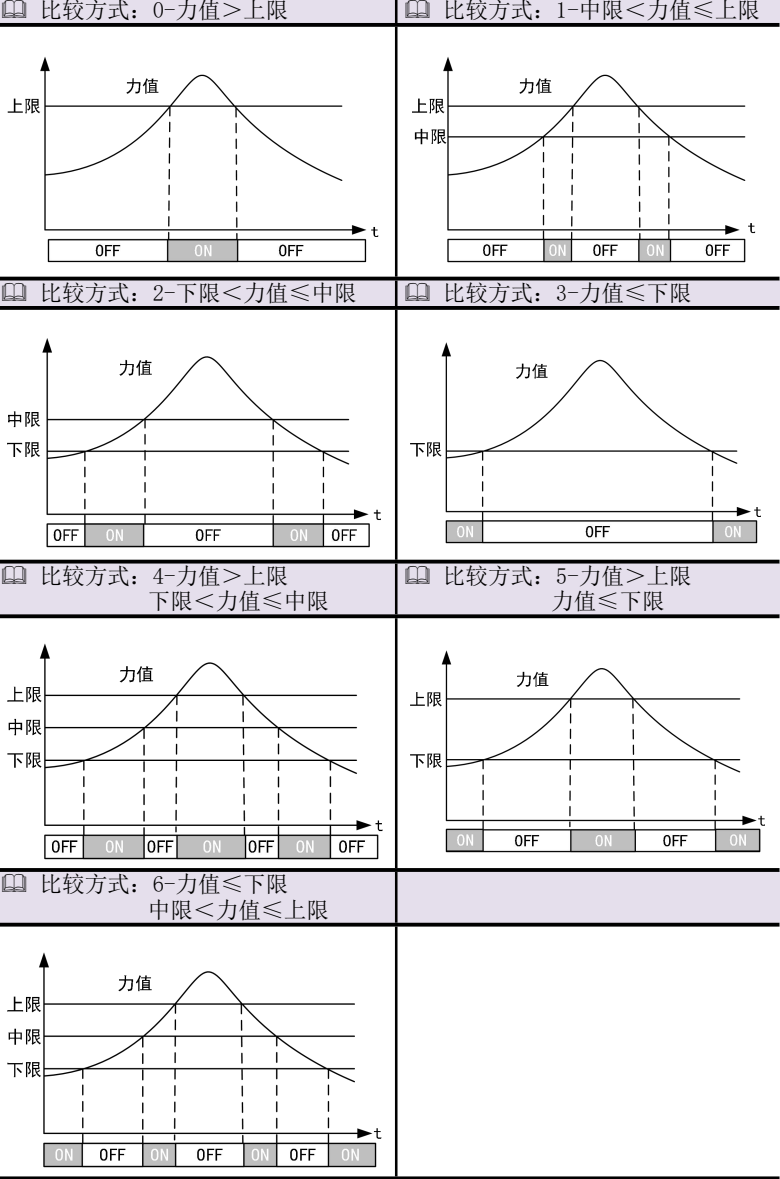 比较方式：0-力值＞上限
力值
上限
t
OFF ON OFF
比较方式：1-中限＜力值≤上限
力值
上限
中限
t
OFF ON OFF ON OFF
比较方式：2-下限＜力值≤中限
力值
中限
下限
t
OFF ON OFF ON OFF
比较方式：3-力值≤下限
力值
下限
t
ON OFF ON
比较方式：4-力值＞上限
下限＜力值≤中限
力值
上限
中限
下限
t
OFF ON OFF ON OFF ON OFF
比较方式：5-力值＞上限
力值≤下限
力值
上限
下限
t
ON OFF ON OFF ON
比较方式：6-力值≤下限
中限＜力值≤上限
力值
上限
中限
下限
t
ON OFF ON OFF ON OFF ON